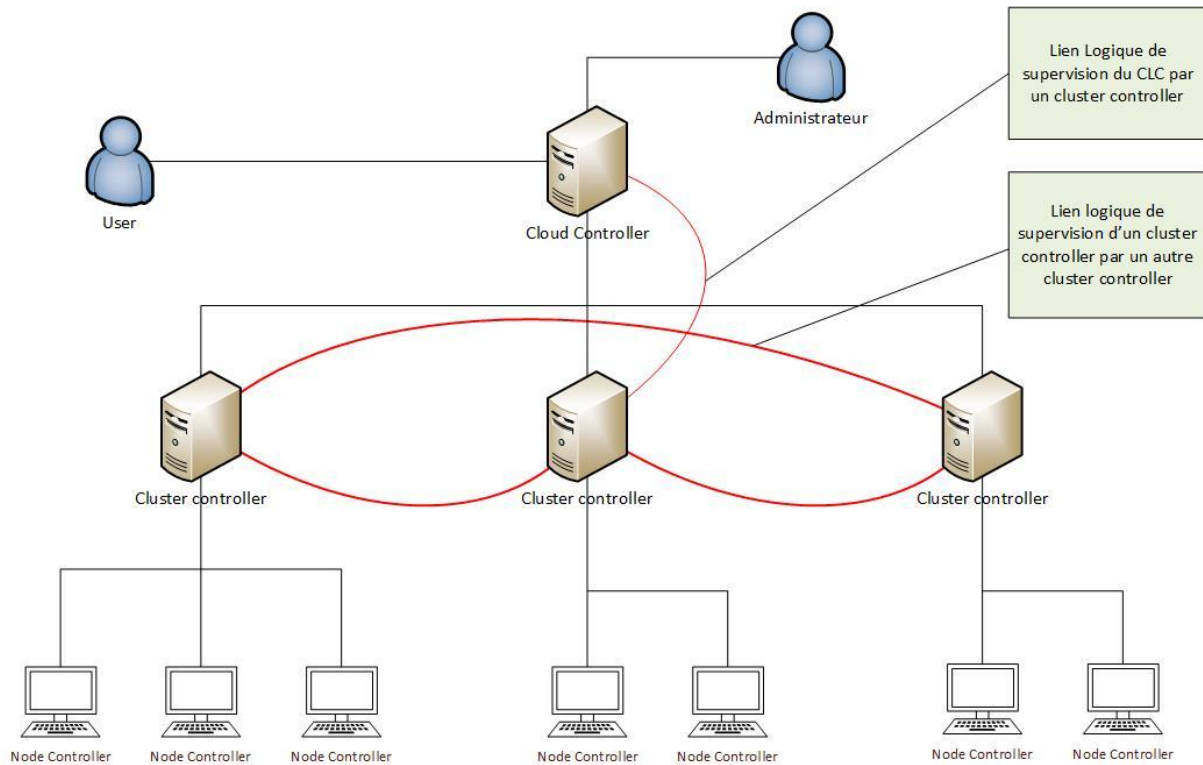 Lien Logique de
supervision du CLC par
un cluster controller
Administrateur
User
Cloud Controller
Lien logique de
supervision d’un cluster
controller par un autre
cluster controller
Cluster controller
Cluster controller
Cluster controller
Node Controller
Node Controller
Node Controller
Node Controller
Node Controller
Node Controller
Node Controller